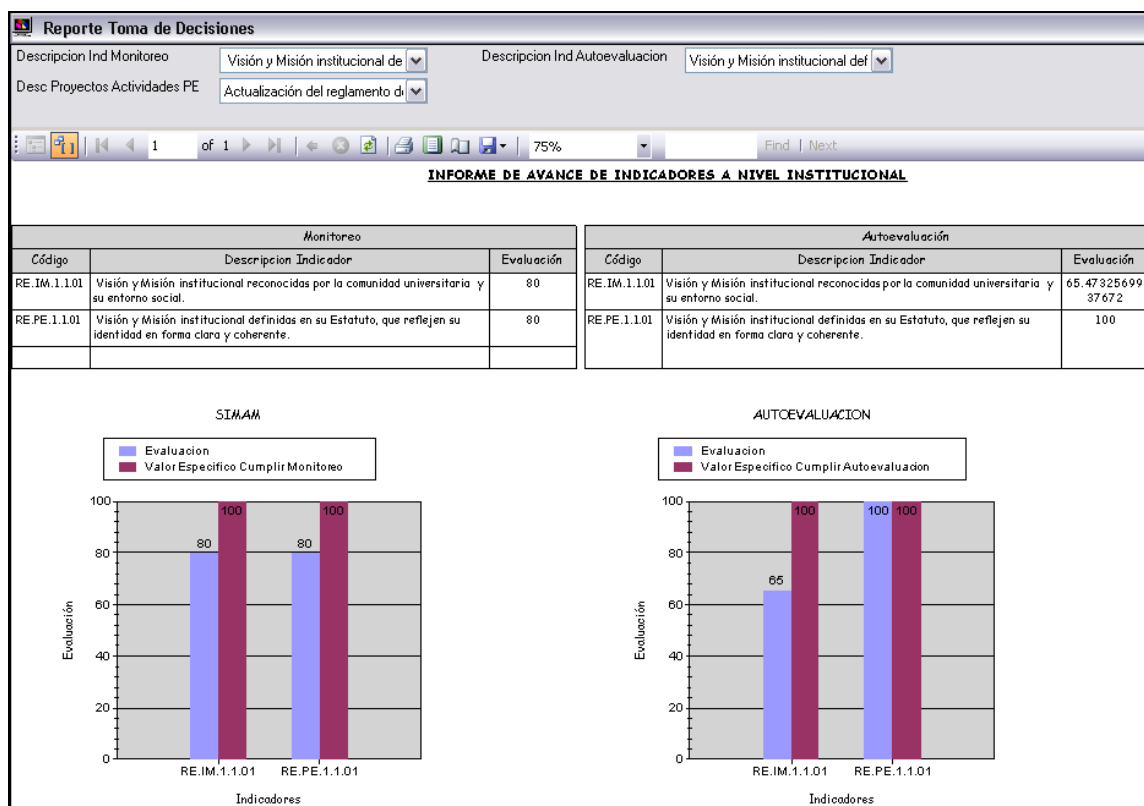 Reporte Toma de Decisiones
Descripcion Ind Monitoreo
Visión y Misión institucional de
Descripcion Ind Autoevaluacion
Visión y Misión institucional def
Desc Proyectos Actividades PE
Actualización del reglamento d
1 of 1
75%
Find | Next
INFORME DE AVANCE DE INDICADORES A NIVEL INSTITUCIONAL
Monitoreo
Código Descripcion Indicador Evaluación
RE.IM.1.1.01 Visión y Misión institucional reconocidas por la comunidad universitaria y 80
su entorno social.
RE.PE.1.1.01 Visión y Misión institucional definidas en su Estatuto, que reflejen su 80
identidad en forma clara y coherente.
Autoevaluación
Código Descripcion Indicador Evaluación
RE.IM.1.1.01 Visión y Misión institucional reconocidas por la comunidad universitaria y 65.47325699
su entorno social. 37672
RE.PE.1.1.01 Visión y Misión institucional definidas en su Estatuto, que reflejen su 100
identidad en forma clara y coherente.
SIMAM
Evaluacion
Valor Especifico Cumplir Monitoreo
100
80
60
40
20
0
Evaluación
80 100
80 100
RE.IM.1.1.01 RE.PE.1.1.01
Indicadores
AUTOEVALUACION
Evaluacion
Valor Especifico Cumplir Autoevaluacion
100
80
60
40
20
0
Evaluación
65 100
100 100
RE.IM.1.1.01 RE.PE.1.1.01
Indicadores